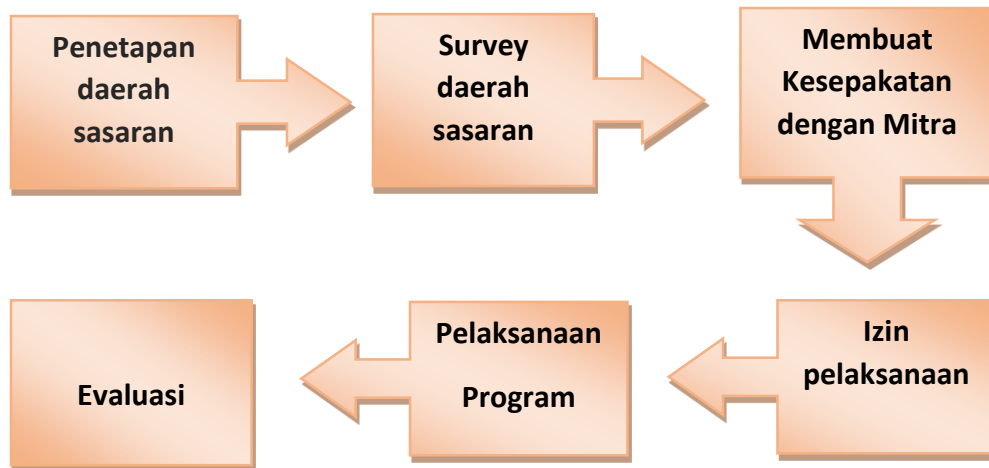 Penetapan
daerah
sasaran
Survey
daerah
sasaran
Membuat
Kesepakatan
dengan Mitra
Izin
pelaksanaan
Pelaksanaan
Program
Evaluasi